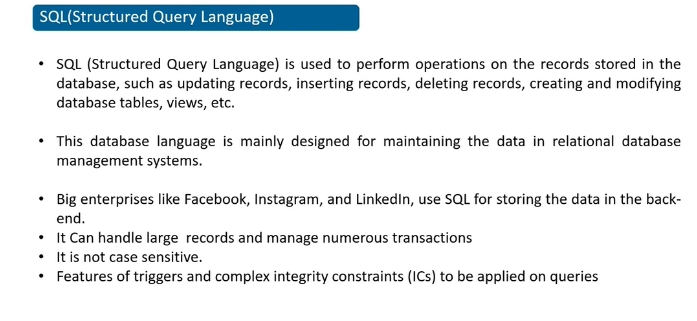 SQL(Structured Query Language)
• SQL (Structured Query Language) is used to perform operations on the records stored in the
database, such as updating records, inserting records, deleting records, creating and modifying
database tables, views, etc.
• This database language is mainly designed for maintaining the data in relational database
management systems.
• Big enterprises like Facebook, Instagram, and LinkedIn, use SQL for storing the data in the back-
end.
• It Can handle large records and manage numerous transactions
• It is not case sensitive.
• Features of triggers and complex integrity constraints (ICs) to be applied on queries